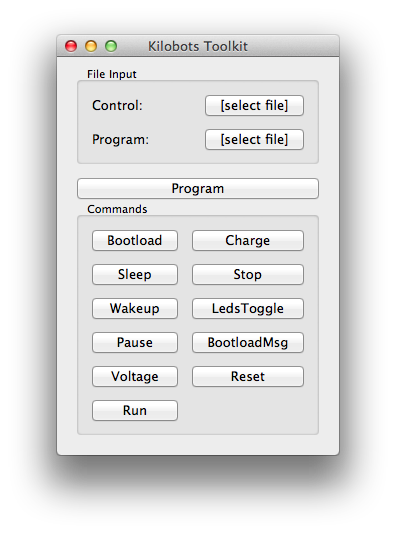 Kilobots Toolkit
File Input
Control: [select file]
Program: [select file]
Program
Commands
Bootload Charge
Sleep Stop
Wakeup LedsToggle
Pause BootloadMsg
Voltage Reset
Run